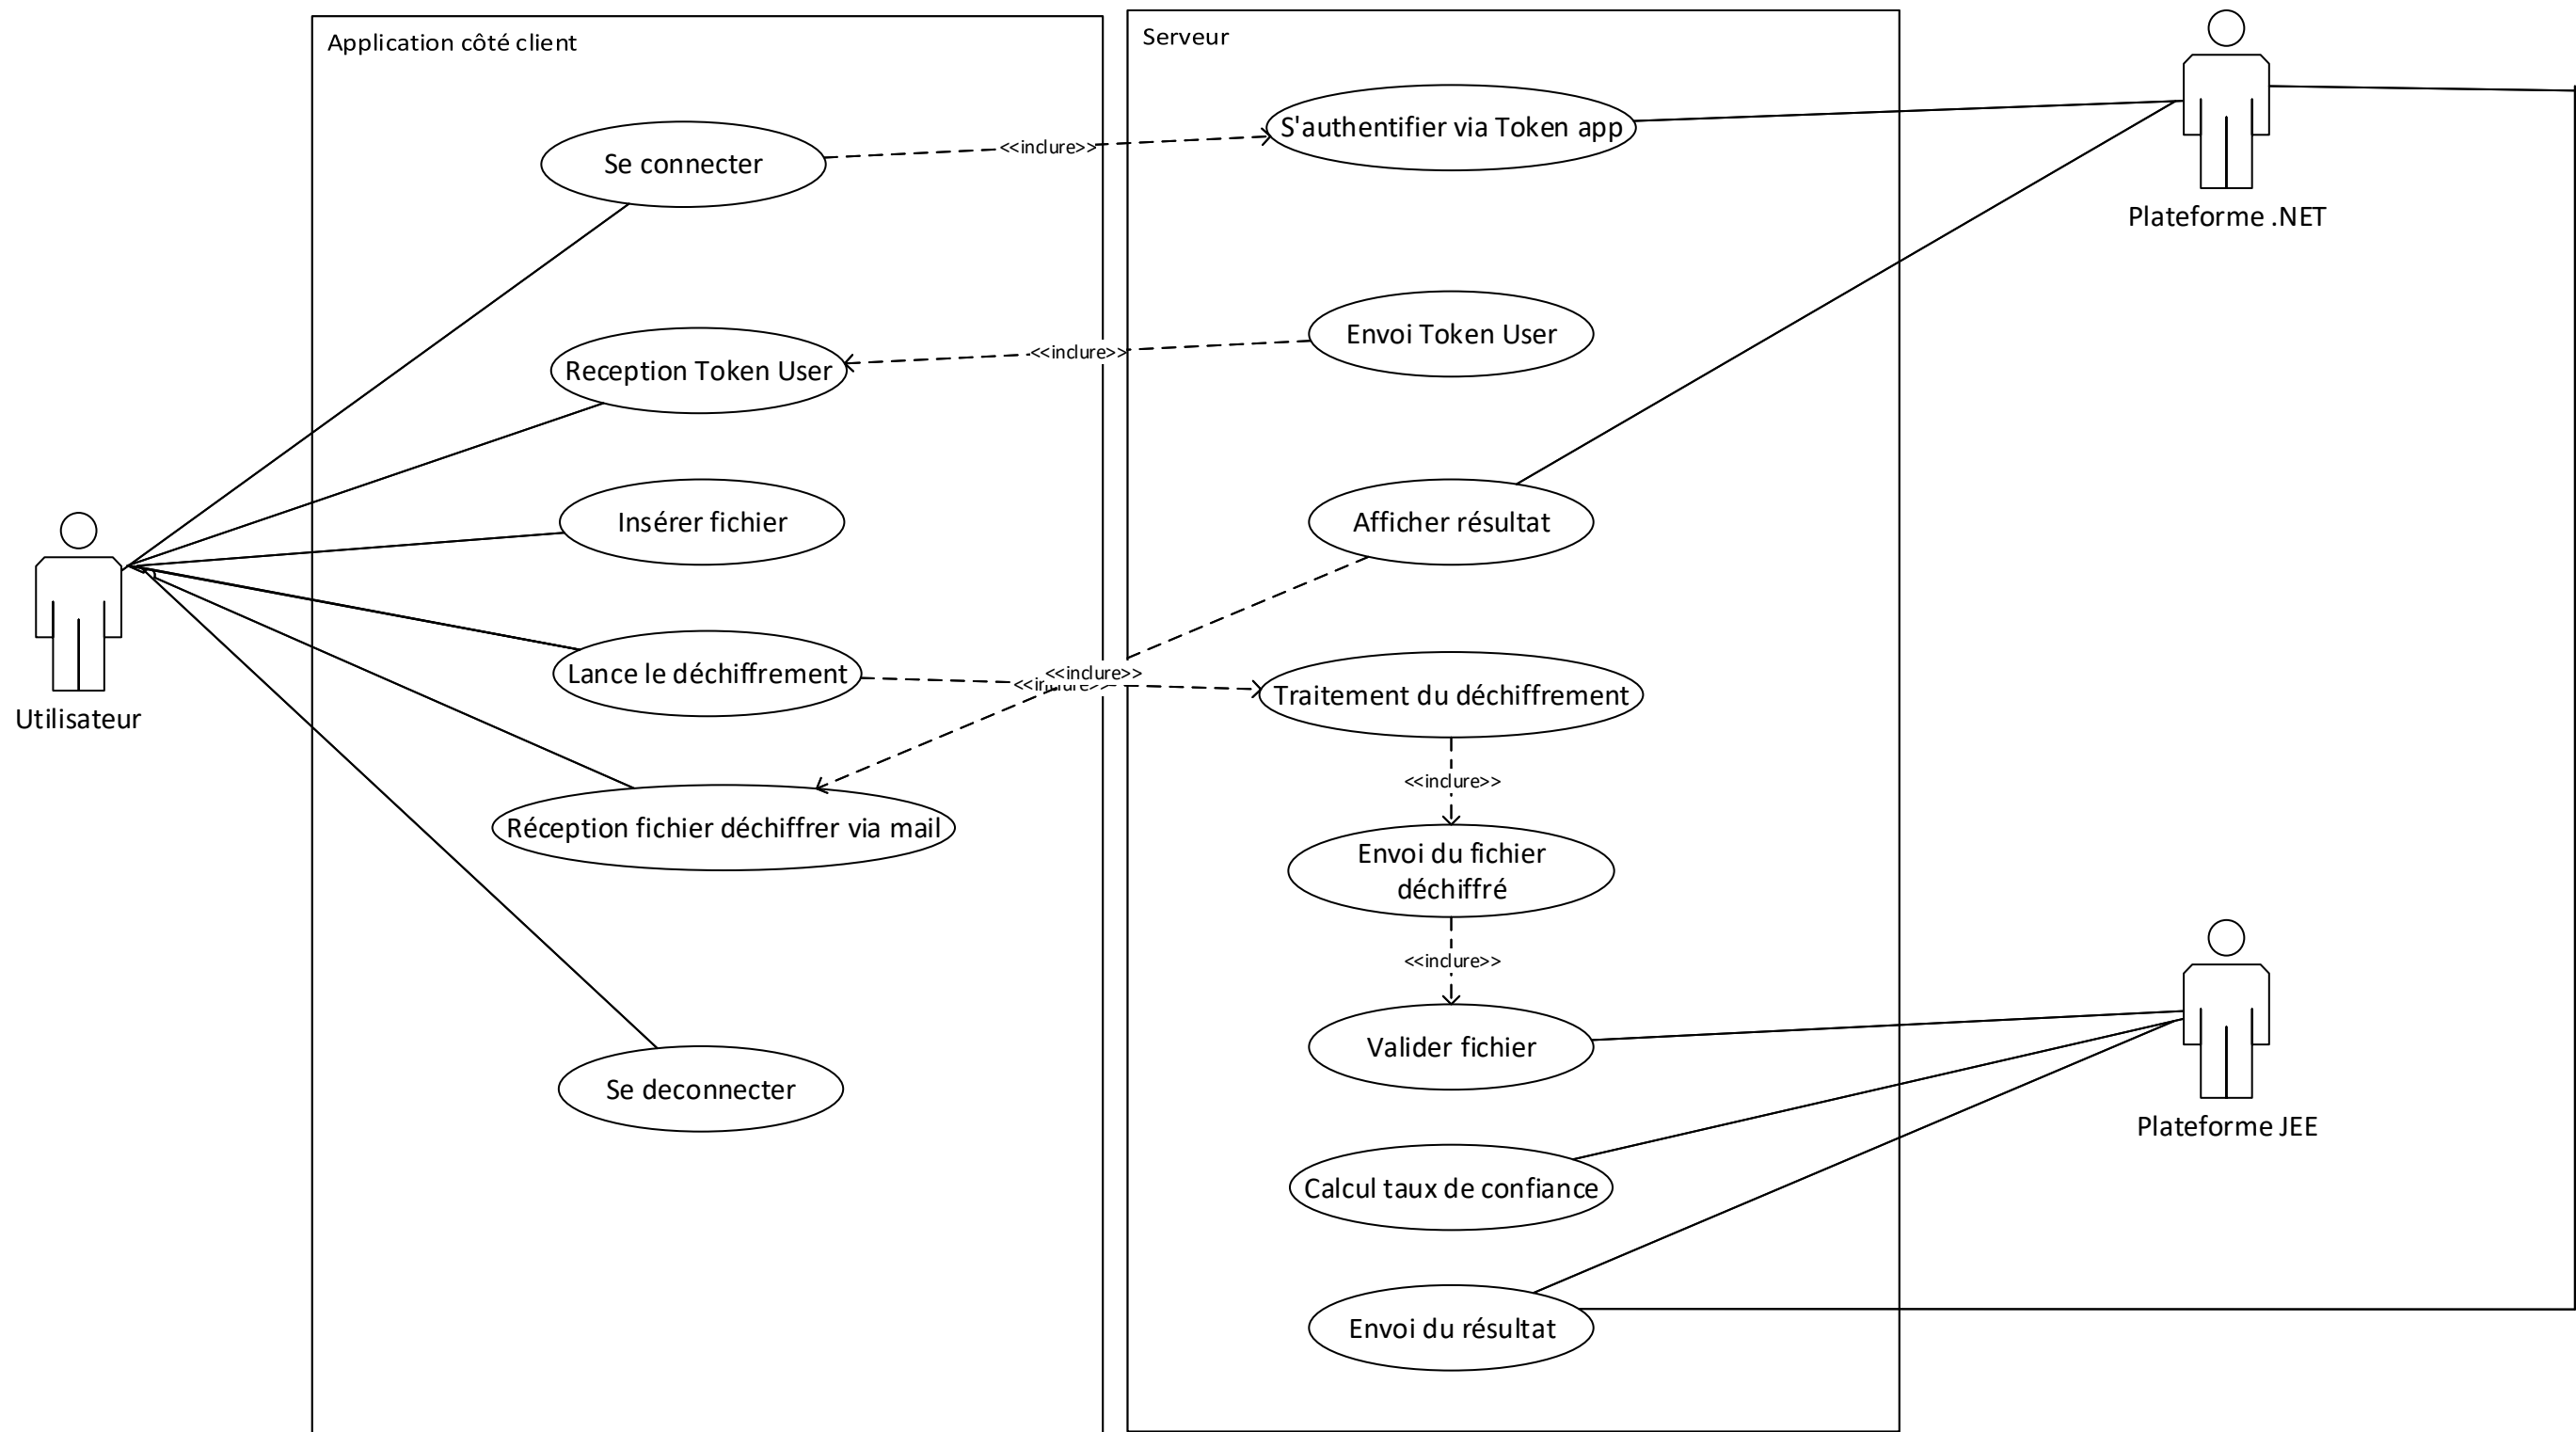 Application côté client
Serveur
S'authentifier via Token app
<<inclure>>
Se connecter
Plateforme .NET
Envoi Token User
<<inclure>>
Reception Token User
Insérer fichier
Afficher résultat
Lance le déchiffrement
<<inclure>>
<<inclure>>
Traitement du déchiffrement
Utilisateur
<<inclure>>
Réception fichier déchiffrer via mail
Envoi du fichier
déchiffré
<<inclure>>
Valider fichier
Se deconnecter
Plateforme JEE
Calcul taux de confiance
Envoi du résultat